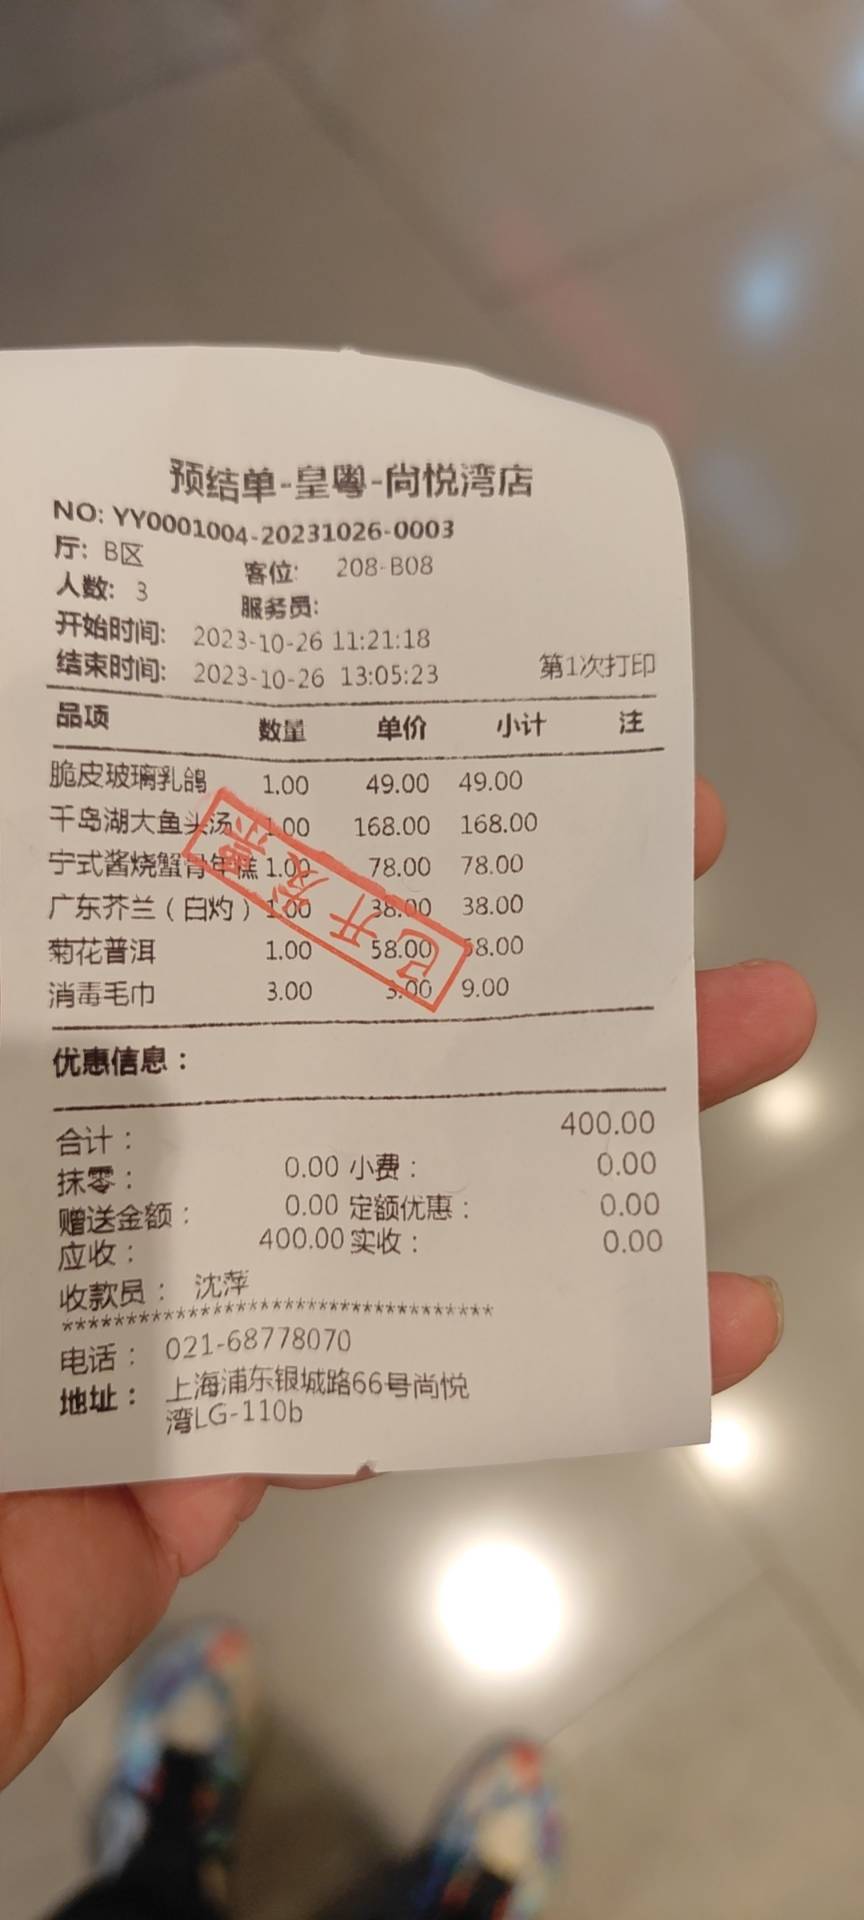 预结单-皇粤-尚悦湾店
NO: YY0001004-20231026-0003
厅: B区 客位: 208-B08
人数: 3 服务员:
开始时间: 2023-10-26 11:21:18
结束时间: 2023-10-26 13:05:23 第1次打印
品项 数量 单价 小计 注
脆皮玻璃乳鸽 1.00 49.00 49.00
千岛湖大鱼头汤 1.00 168.00 168.00
宁式酱烧蟹骨年糕 1.00 78.00 78.00
广东芥兰（白灼） 1.00 38.00 38.00
菊花普洱 1.00 58.00 58.00
消毒毛巾 3.00 3.00 9.00
已开发票
优惠信息：
合计： 400.00
抹零： 0.00 小费： 0.00
赠送金额： 0.00 定额优惠： 0.00
应收： 400.00 实收： 0.00
收款员： 沈萍
***********************************
电话： 021-68778070
地址： 上海浦东银城路66号尚悦
湾LG-110b